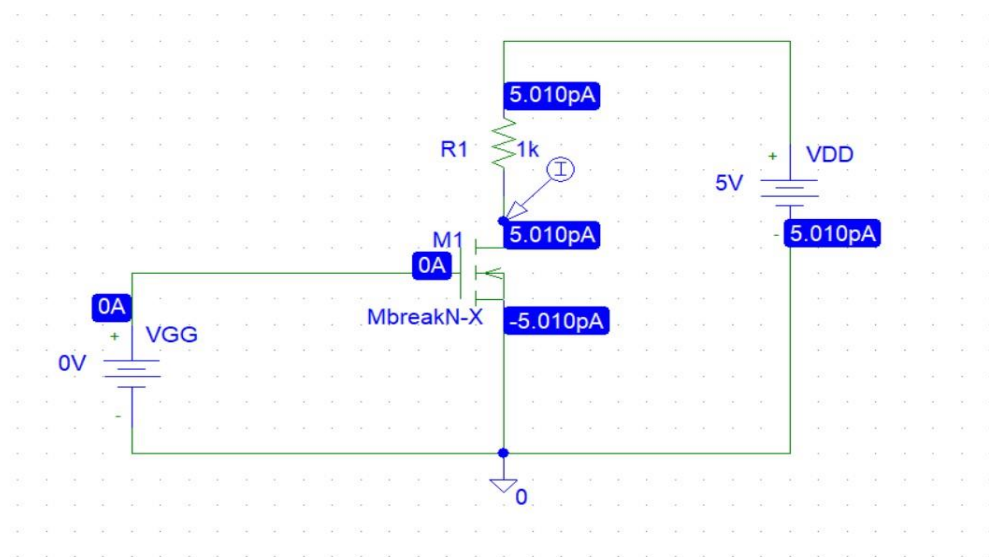 5.010pA
R1
1k
I
+
VDD
5V
-
5.010pA
M1
5.010pA
0A
MbreakN-X
-5.010pA
0A
+
VGG
0V
-
0